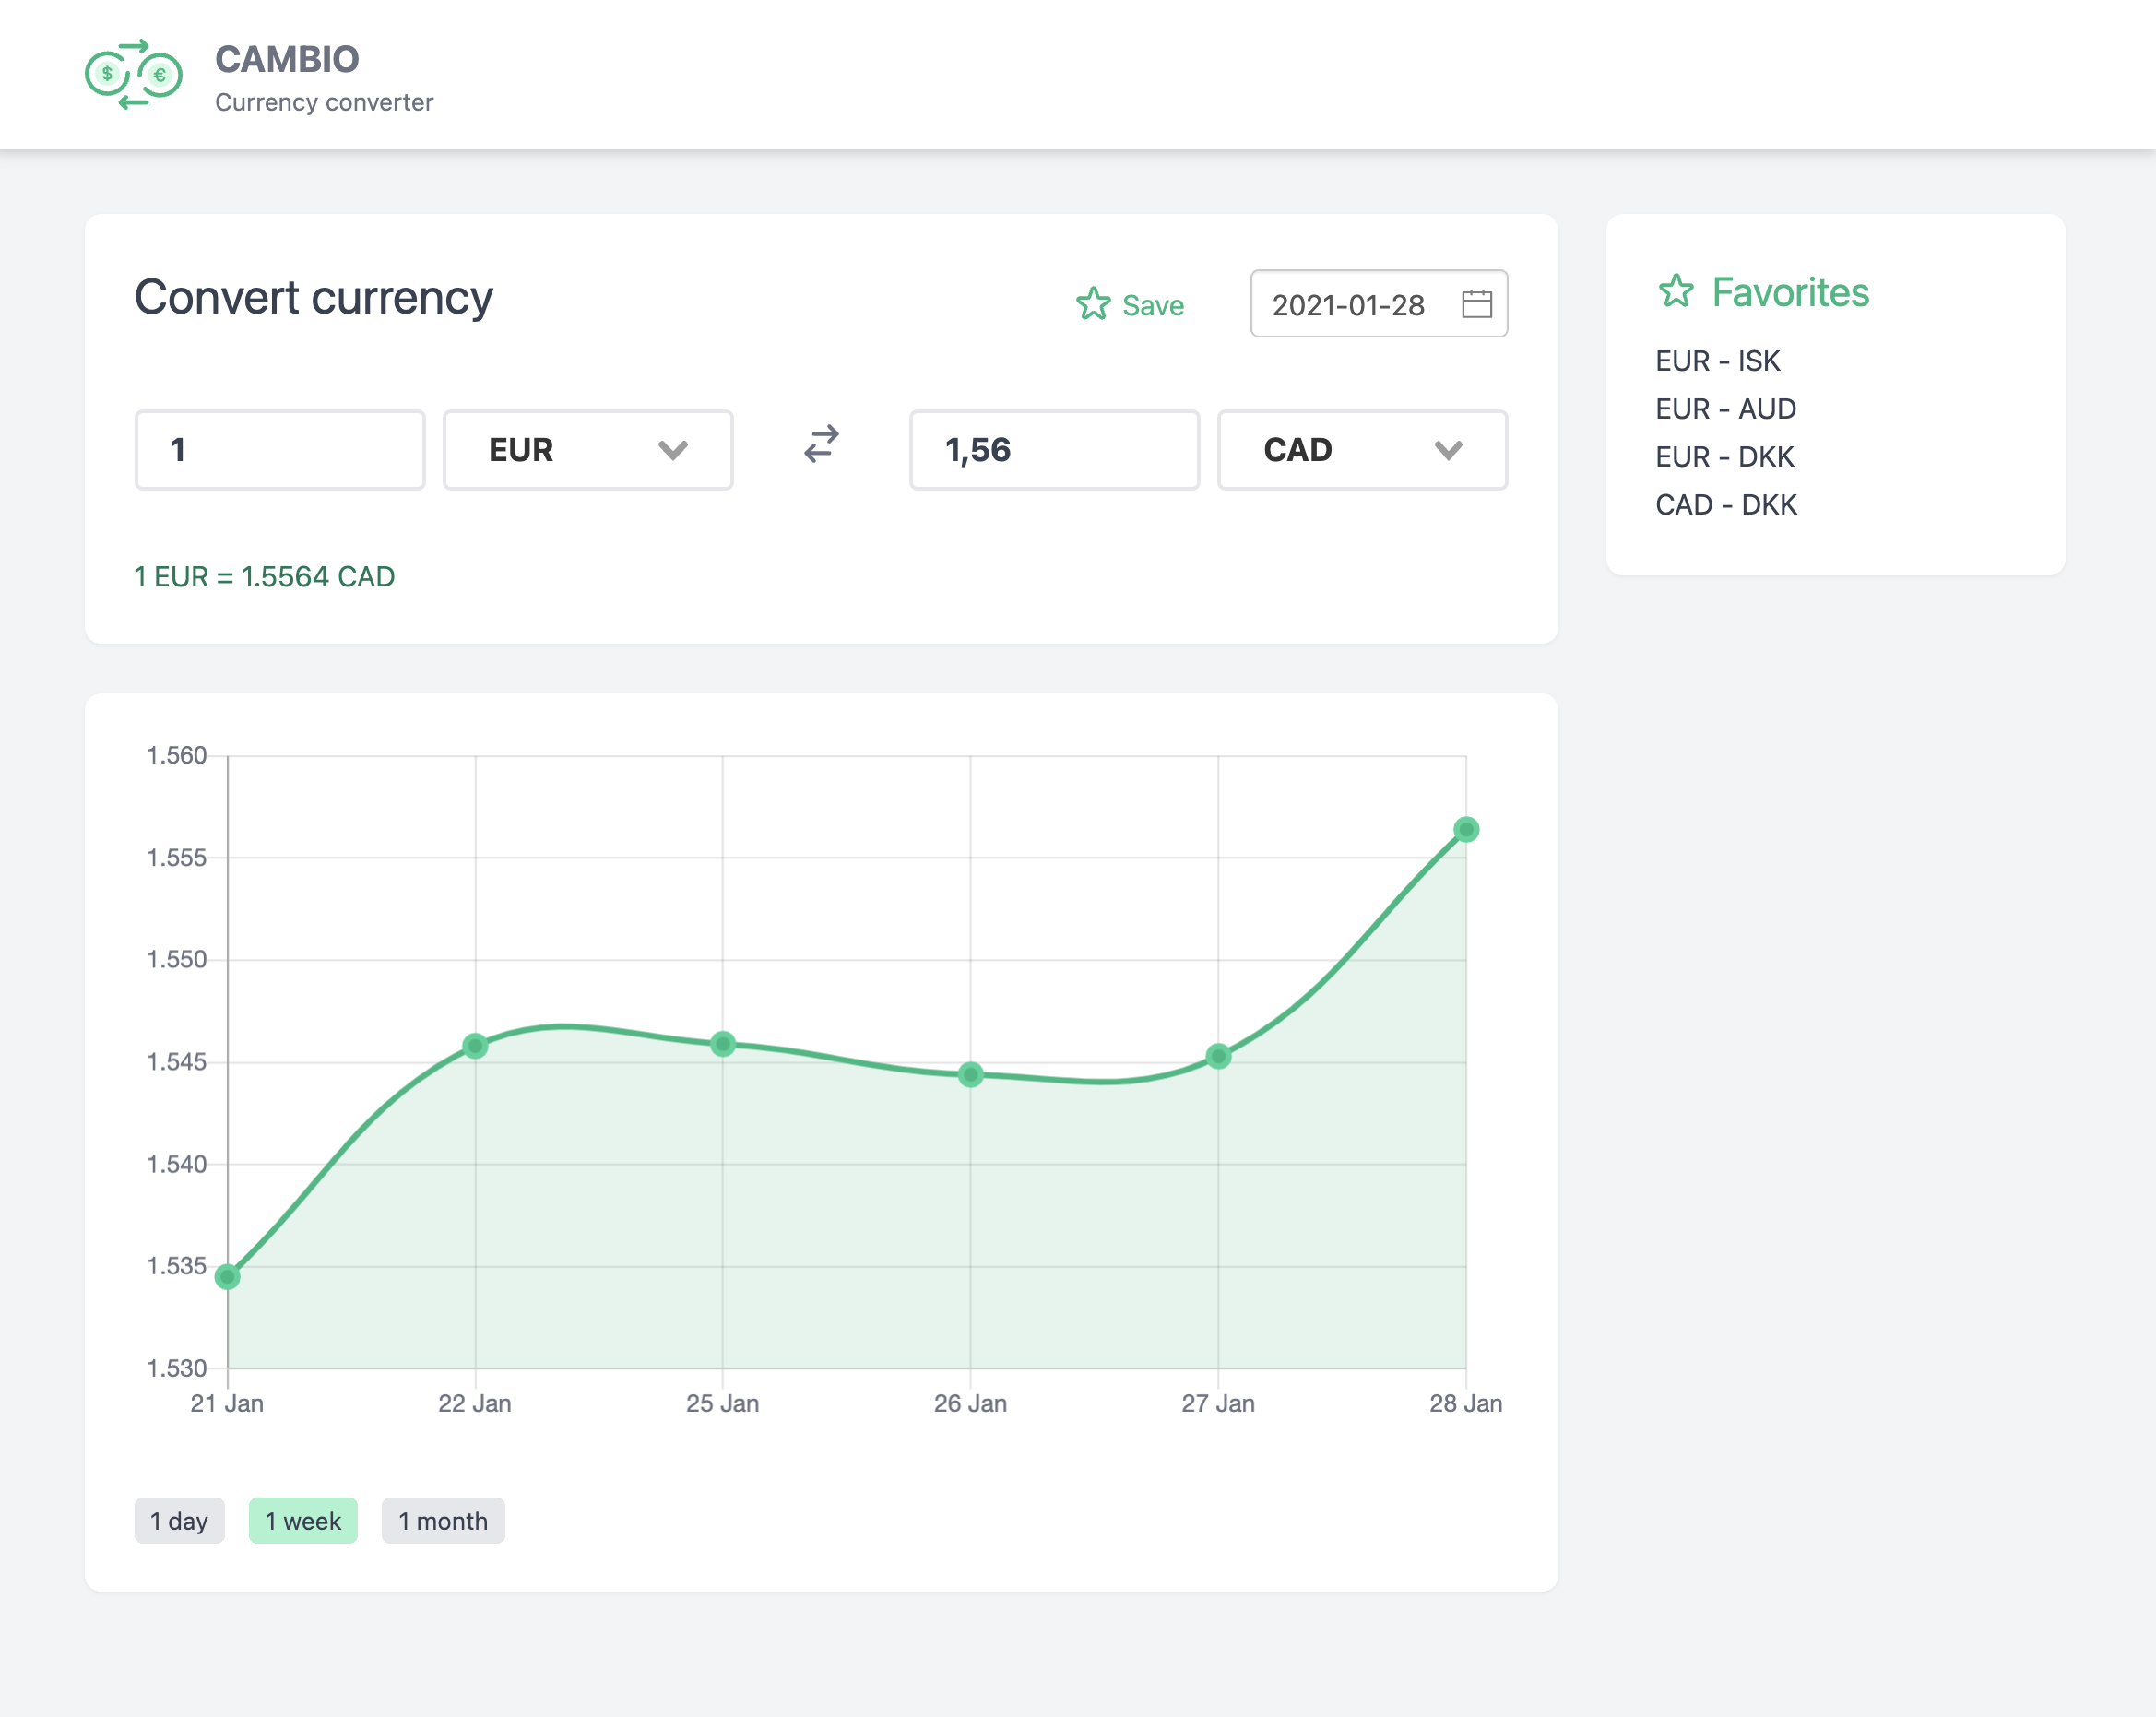 CAMBIO
Currency converter
$ €
Convert currency
Save
2021-01-28
1
EUR
1,56
CAD
1 EUR = 1.5564 CAD
Favorites
EUR - ISK
EUR - AUD
EUR - DKK
CAD - DKK
1.560
1.555
1.550
1.545
1.540
1.535
1.530
21 Jan 22 Jan 25 Jan 26 Jan 27 Jan 28 Jan
1 day 1 week 1 month